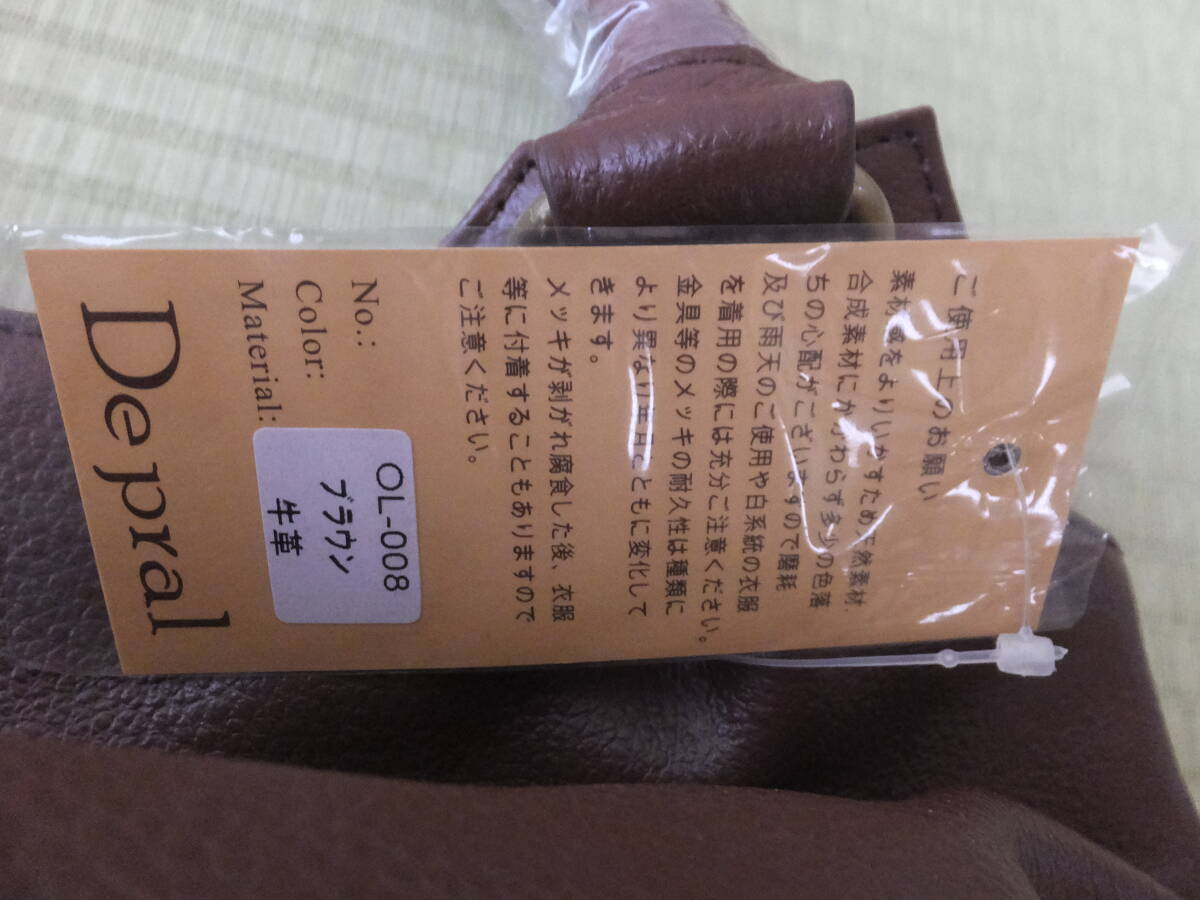 ご使用上のお願い
素材感をよりいかすため天然素材・
合成素材にかかわらず多少の色落
ちの心配がございますので磨耗
及び雨天のご使用や白系統の衣服
を着用の際には充分ご注意ください。
金具等のメッキの耐久性は種類に
より異なり年月とともに変化して
きます。
メッキが剥がれ腐食した後、衣服
等に付着することもありますので
ご注意ください。
No.: OL-008
Color: ブラウン
Material: 牛革
Depral